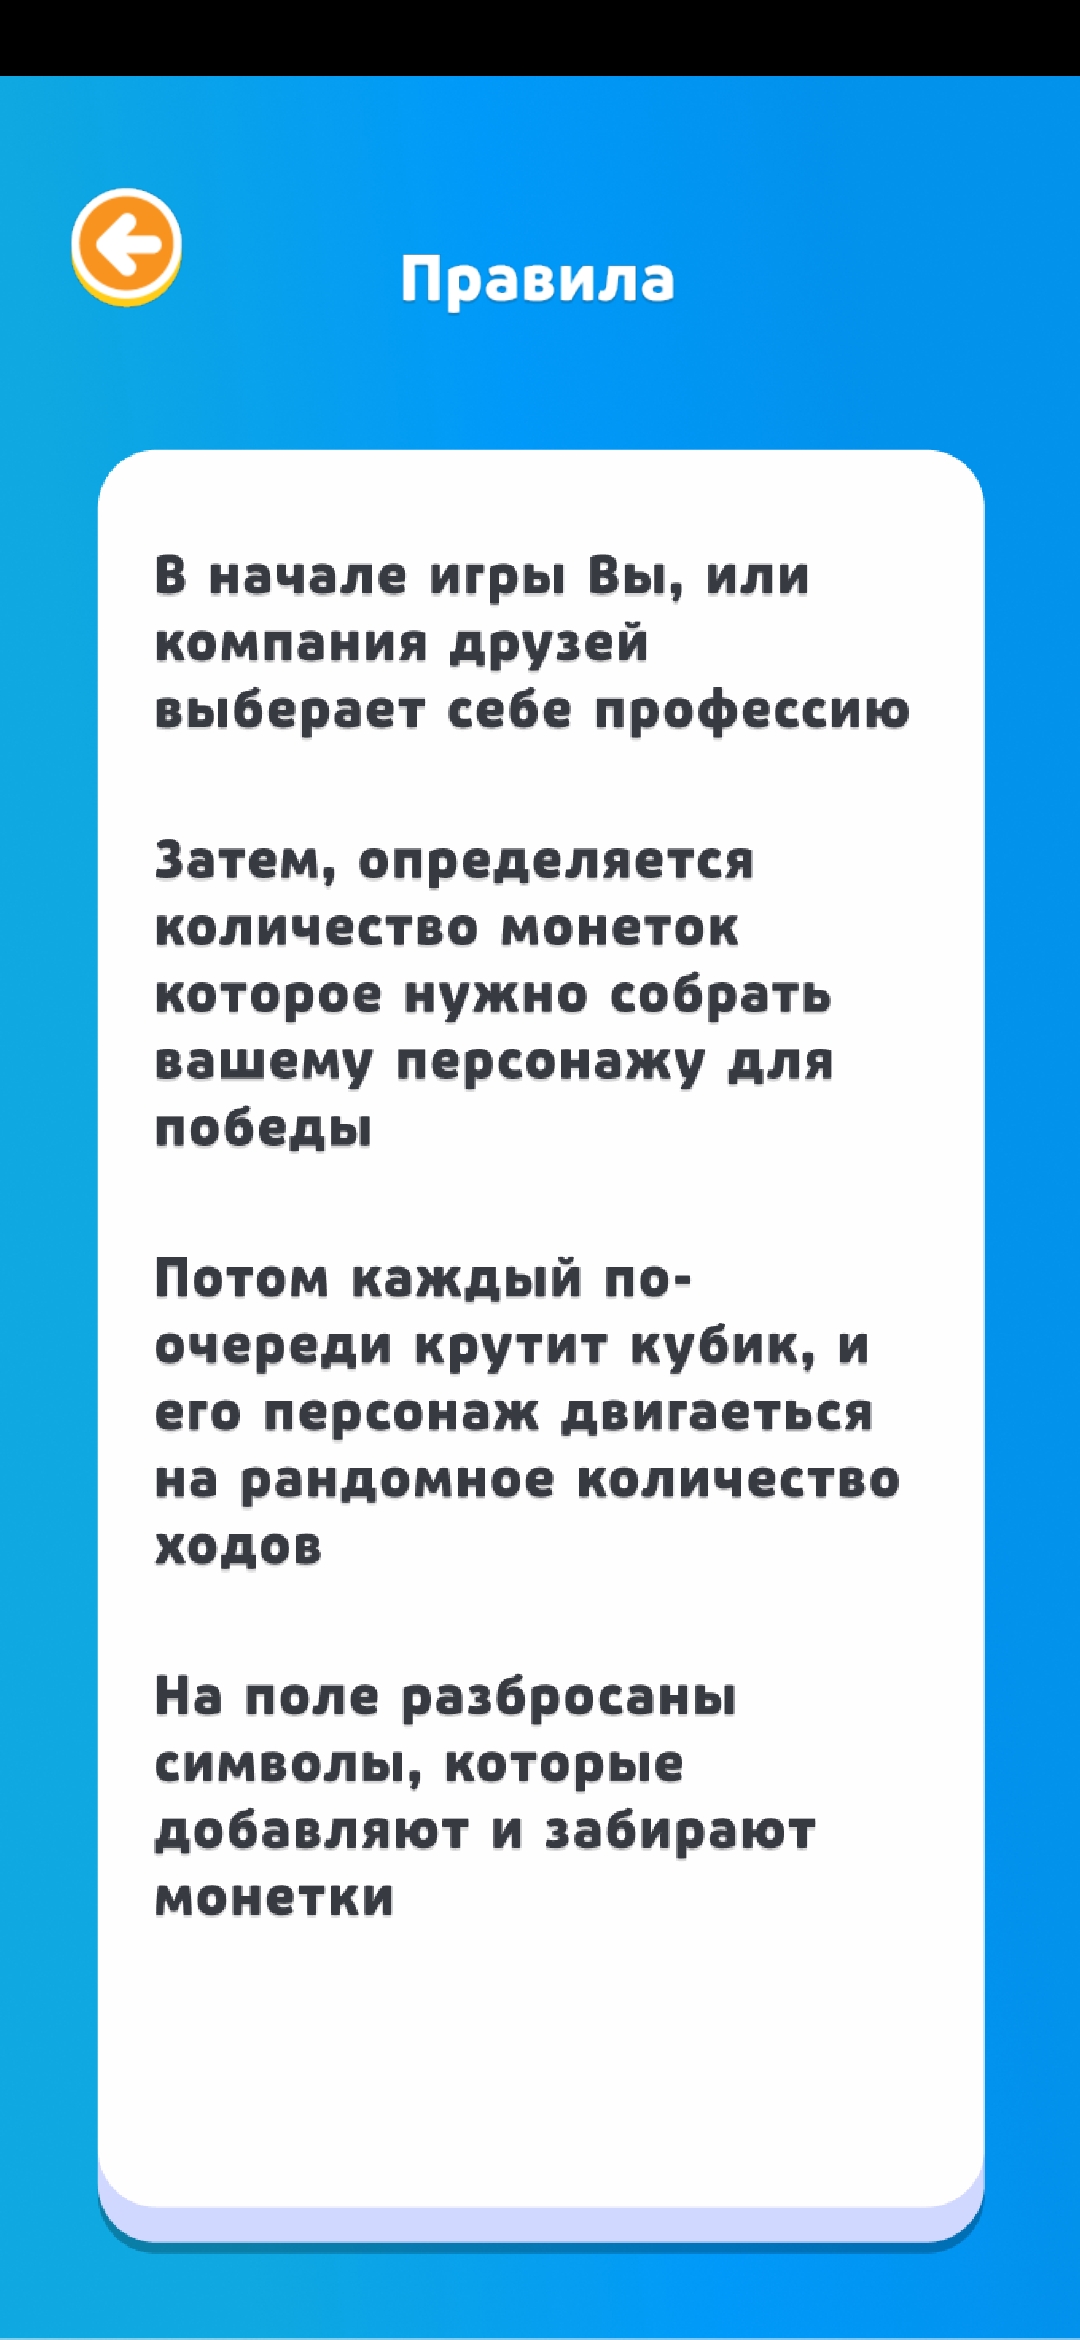 Правила
В начале игры Вы, или
компания друзей
выберает себе профессию
Затем, определяется
количество монеток
которое нужно собрать
вашему персонажу для
победы
Потом каждый по-
очереди крутит кубик, и
его персонаж двигаеться
на рандомное количество
ходов
На поле разбросаны
символы, которые
добавляют и забирают
монетки